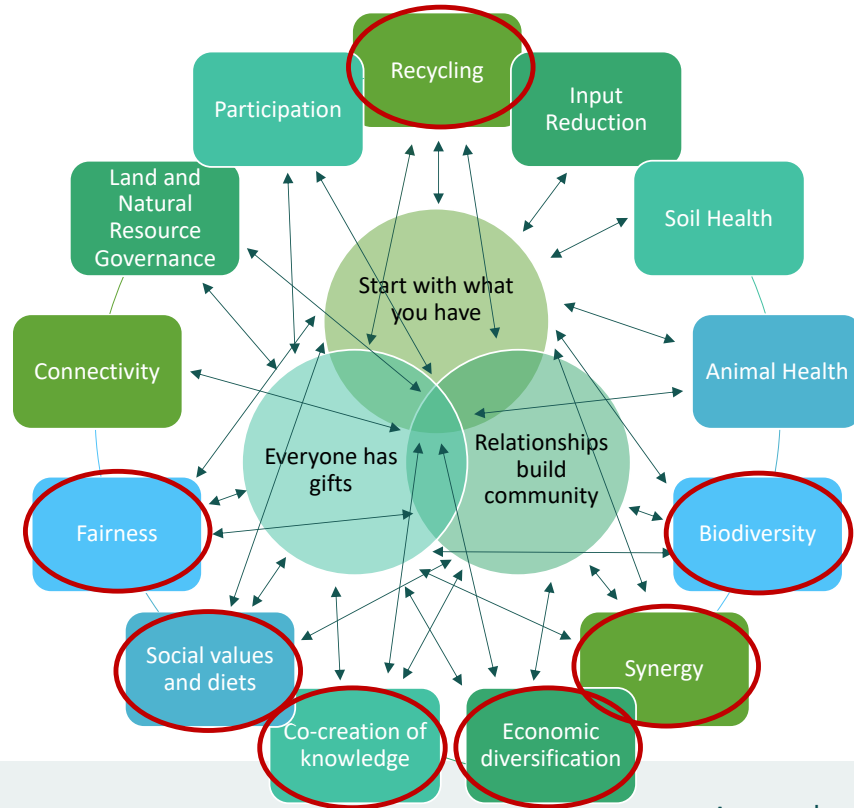 Recycling
Participation
Input
Reduction
Land and
Natural
Resource
Governance
Soil Health
Start with what
you have
Connectivity
Animal Health
Everyone has
gifts
Relationships
build
community
Fairness
Biodiversity
Social values
and diets
Synergy
Co-creation of
knowledge
Economic
diversification